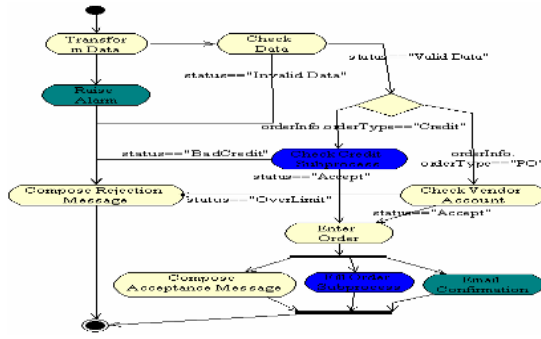 Transfor
m Data
Check
Data
status=="Valid Data"
status=="Invalid Data"
Raise
Alarm
orderInfo.orderType=="Credit"
status=="BadCredit"
Check Credit
Subprocess
orderInfo.
orderType=="PO"
status=="Accept"
Compose Rejection
Message
status=="OverLimit"
Check Vendor
Account
status=="Accept"
Enter
Order
Compose
Acceptance Message
Order
Subprocess
Email
Confirmation